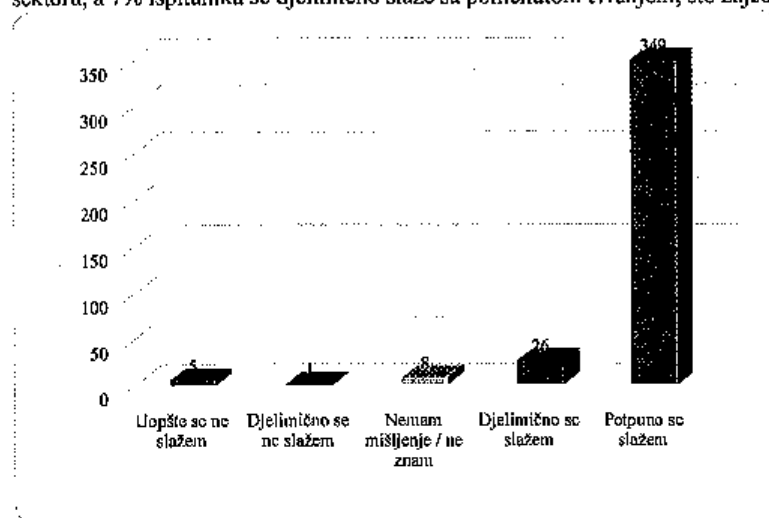 sektoru, a 7% ispitanika se djelimično slaže sa pomenutom tvrdnjom, što
350
300
250
200
150
100
50
0
5
1
8
26
349
Uopšte se ne slažem
Djelimično se ne slažem
Nemam mišljenje / ne znam
Djelimično se slažem
Potpuno se slažem